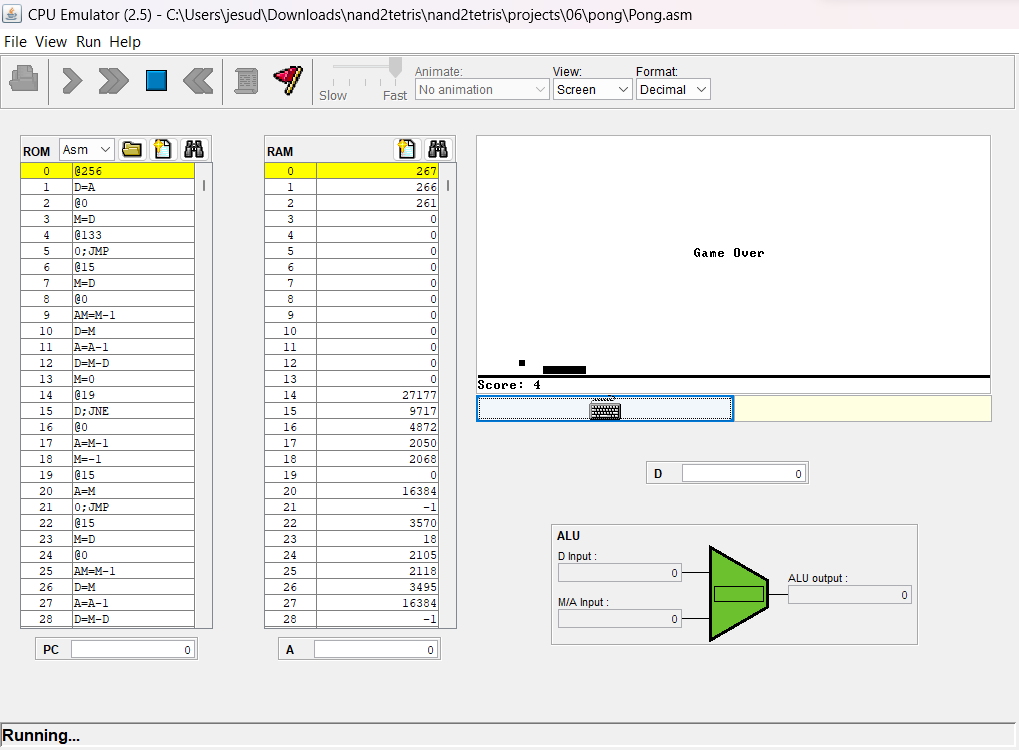 CPU Emulator (2.5) - C:\Users\jesud\Downloads\nand2tetris\nand2tetris\projects\06\pong\Pong.asm
File View Run Help
Slow Fast
Animate:
No animation
View:
Screen
Format:
Decimal
ROM Asm
0 @256
1 D=A
2 @0
3 M=D
4 @133
5 0;JMP
6 @15
7 M=D
8 @0
9 AM=M-1
10 D=M
11 A=A-1
12 D=M-D
13 M=0
14 @19
15 D;JNE
16 @0
17 A=M-1
18 M=-1
19 @15
20 A=M
21 0;JMP
22 @15
23 M=D
24 @0
25 AM=M-1
26 D=M
27 A=A-1
28 D=M-D
PC 0
RAM
0 267
1 266
2 261
3 0
4 0
5 0
6 0
7 0
8 0
9 0
10 0
11 0
12 0
13 0
14 27177
15 9717
16 4872
17 2050
18 2068
19 0
20 16384
21 -1
22 3570
23 18
24 2105
25 2118
26 3495
27 16384
28 -1
A 0
Game Over
Score: 4
D 0
ALU
D Input :
0
M/A Input :
0
ALU output :
0
Running...